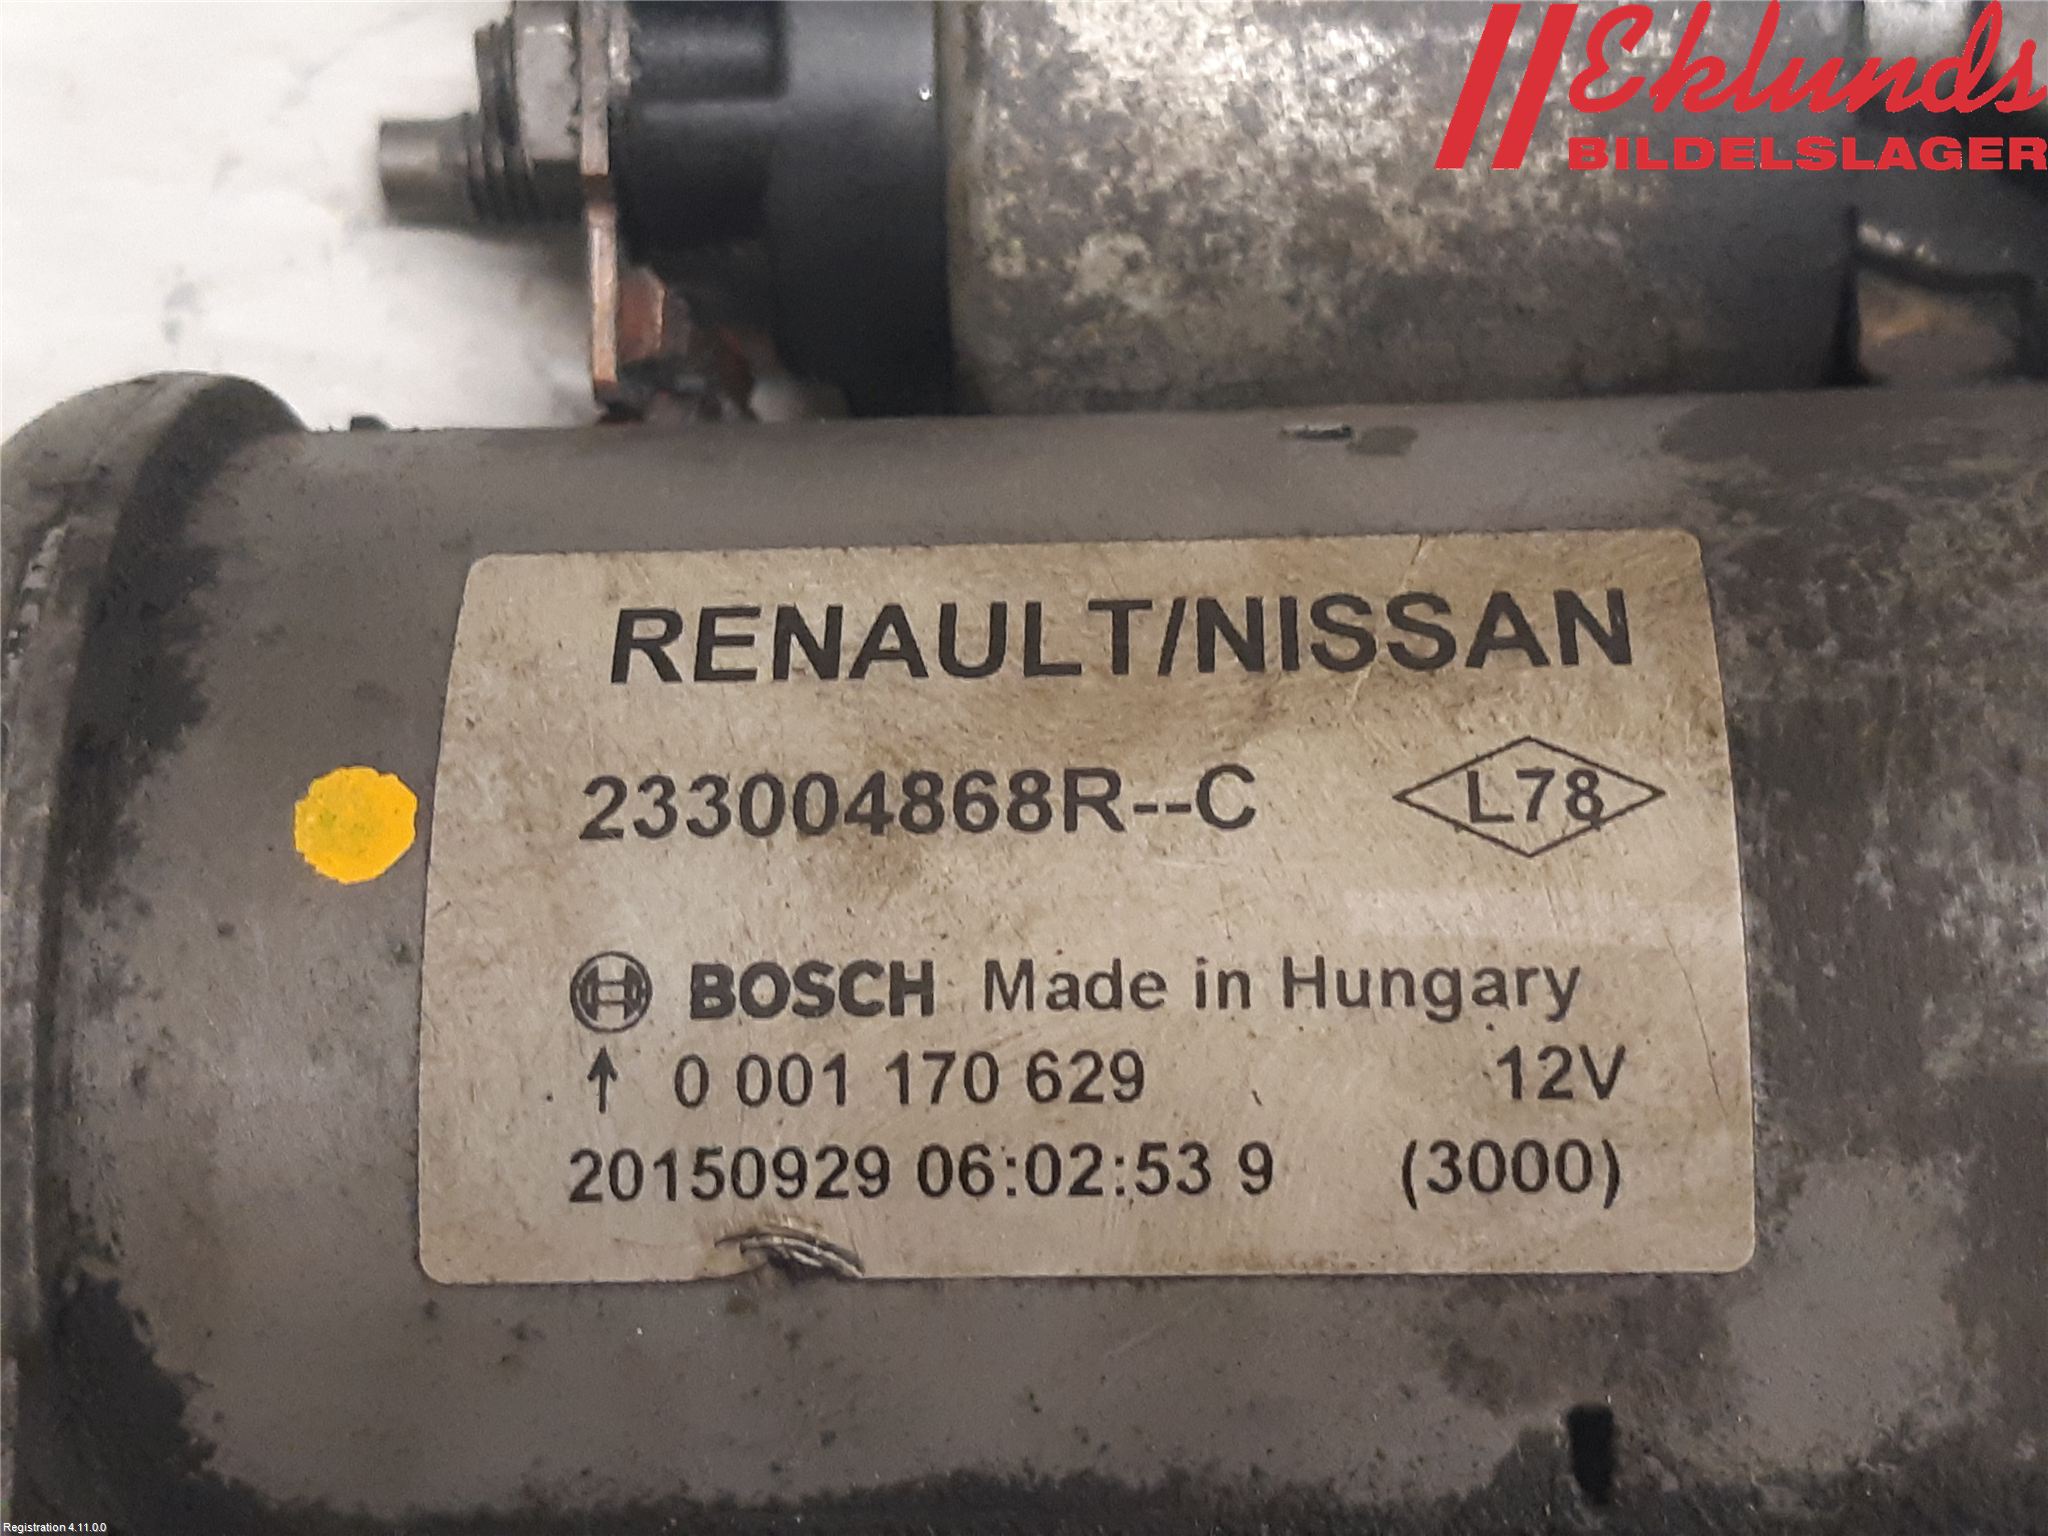 Eklunds
BILDELSLAGER
RENAULT/NISSAN
233004868R--C L78
BOSCH Made in Hungary
↑ 0 001 170 629 12V
20150929 06:02:53 9 (3000)
Registration 4.11.0.0